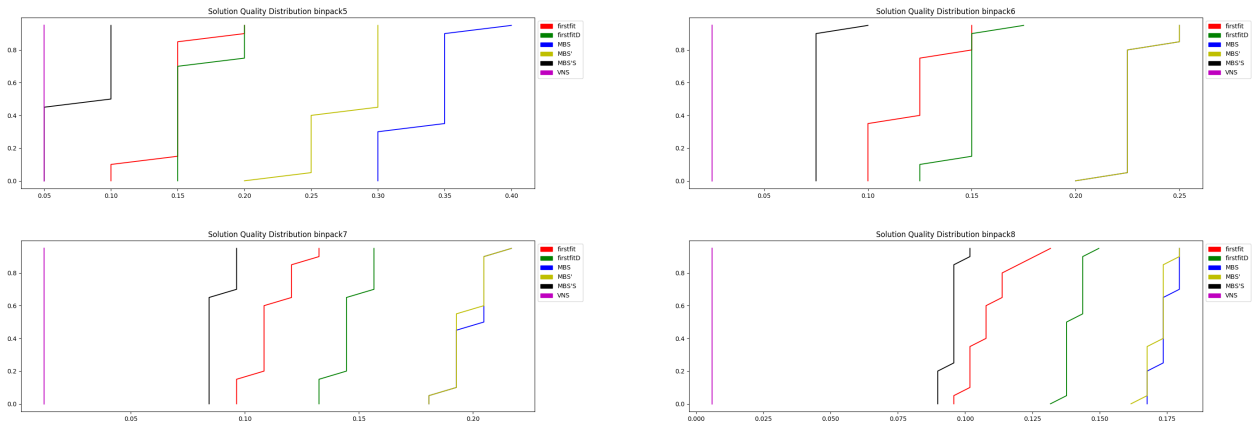 Solution Quality Distribution binpack5
0.8
0.6
0.4
0.2
0.0
0.05 0.10 0.15 0.20 0.25 0.30 0.35 0.40
firstfit
firstfitD
MBS
MBS'
MBS'S
VNS
Solution Quality Distribution binpack6
0.8
0.6
0.4
0.2
0.0
0.05 0.10 0.15 0.20 0.25
firstfit
firstfitD
MBS
MBS'
MBS'S
VNS
Solution Quality Distribution binpack7
0.8
0.6
0.4
0.2
0.0
0.05 0.10 0.15 0.20
firstfit
firstfitD
MBS
MBS'
MBS'S
VNS
Solution Quality Distribution binpack8
0.8
0.6
0.4
0.2
0.0
0.000 0.025 0.050 0.075 0.100 0.125 0.150 0.175
firstfit
firstfitD
MBS
MBS'
MBS'S
VNS